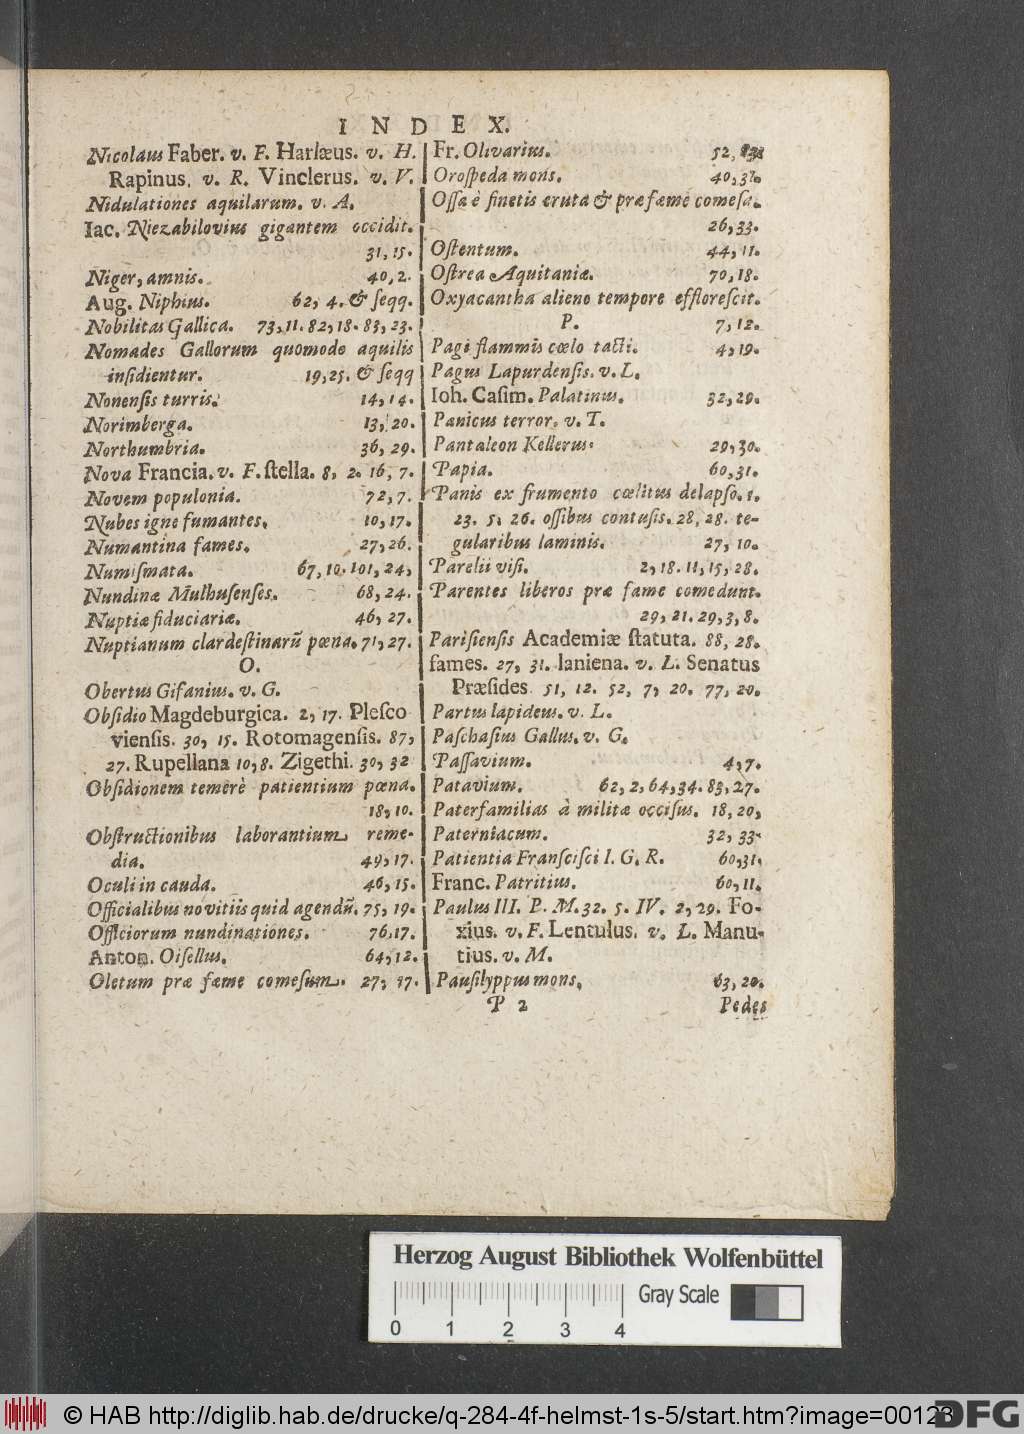 INDEX.
Nicolaus Faber. v. F. Harlæus. v. H.
Rapinus. v. R. Vinclerus. v. V.
Nidulationes aquilarum. v. A.
Iac. Niezabilovius gigantem occidit.
31, 15.
Niger, amnis. 40, 2.
Aug. Niphius. 62, 4. & ſeqq.
Nobilitas Gallica. 73, 11. 82, 18. 83, 23.
Nomades Gallorum quomodo aquilis
inſidientur. 19, 25. & ſeqq
Nonenſis turris. 14, 14.
Norimberga. 13, 20.
Northumbria. 36, 29.
Nova Francia. v. F. ſtella. 8, 2. 16, 7.
Novem populonia. 72, 7.
Nubes igne fumantes. 10, 17.
Numantina fames. 27, 26.
Numiſmata. 67, 10. 101, 24,
Nundinæ Mulhuſenſes. 68, 24.
Nuptiæ fiduciariæ. 46, 27.
Nuptianum clardeſtinarũ pœna. 71, 27.
O.
Obertus Gifanius. v. G.
Obſidio Magdeburgica. 2, 17. Pleſco
vienſis. 30, 15. Rotomagenſis. 87,
27. Rupellana 10, 8. Zigethi. 30, 32
Obſidionem temerè patientium pœna.
18, 10.
Obſtructionibus laborantium reme-
dia. 49, 17.
Oculi in cauda. 46, 15.
Officialibus novitiis quid agendũ. 75, 19.
Officiorum nundinationes. 76, 17.
Anton. Oiſellus. 64, 12.
Oletum præ fame comeſum. 27, 17.
Fr. Olivarius. 52,
Oroſpeda mons. 40, 31.
Oſſa è finetis eruta & præ fame comeſa.
26, 33.
Oſtentum. 44, 11.
Oſtrea Aquitaniæ. 70, 18.
Oxyacantha alieno tempore effloreſcit.
P. 7, 12.
Pagi flammis cœlo tacti. 4, 19.
Pagus Lapurdenſis. v. L.
Ioh. Caſim. Palatinus. 32, 29.
Panicus terror. v. T.
Pantaleon Kellerus. 29, 30.
Papia. 60, 31.
Panis ex frumento cœlitus delapſo. 1.
23. 5. 26. oſſibus contuſis. 28, 28. te-
gularibus laminis. 27, 10.
Parelii viſi. 2, 18. 11, 15, 28.
Parentes liberos præ fame comedunt.
29, 21. 29, 3, 8.
Pariſienſis Academiæ ſtatuta. 88, 28.
fames. 27, 31. laniena. v. L. Senatus
Præſides 51, 12. 52, 7, 20. 77, 20.
Partus lapideus. v. L.
Paſchaſius Gallus. v. G.
Paſſavium. 4, 7.
Patavium. 62, 2, 64, 34. 83, 27.
Paterfamilias à milite occiſus. 18, 20,
Paterniacum. 32, 33.
Patientia Franſciſci I. G. R. 60, 31.
Franc. Patritius. 60, 11.
Paulus III. P. M. 32. 5. IV. 2, 29. Fo-
xius. v. F. Lentulus. v. L. Manu-
tius. v. M.
Pauſilyppus mons. 63, 20.
P 2 Pedes
Herzog August Bibliothek Wolfenbüttel
Gray Scale
0 1 2 3 4
© HAB http://diglib.hab.de/drucke/q-284-4f-helmst-1s-5/start.htm?image=00123
DFG